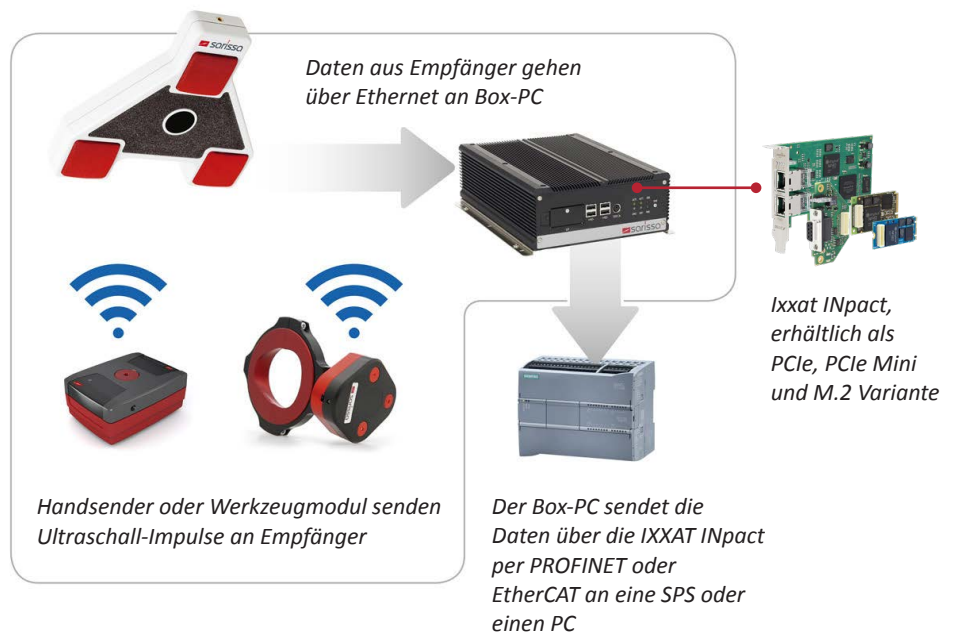 sarissa
Daten aus Empfänger gehen
über Ethernet an Box-PC
sarissa
Ixxat INpact,
erhältlich als
PCIe, PCIe Mini
und M.2 Variante
Handsender oder Werkzeugmodul senden
Ultraschall-Impulse an Empfänger
SIEMENS
Der Box-PC sendet die
Daten über die IXXAT INpact
per PROFINET oder
EtherCAT an eine SPS oder
einen PC